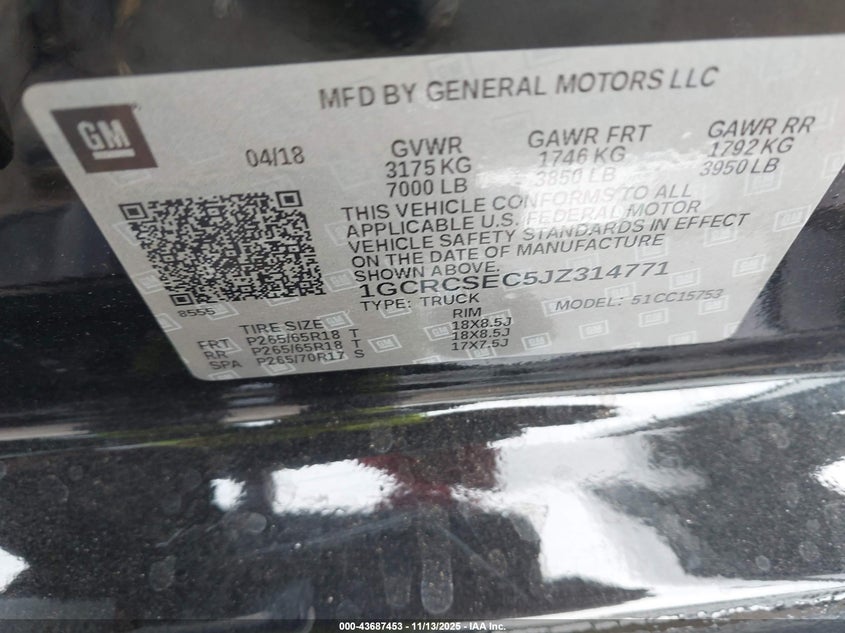 MFD BY GENERAL MOTORS LLC
GM
04/18
GVWR
3175 KG
7000 LB
GAWR FRT
1746 KG
3850 LB
GAWR RR
1792 KG
3950 LB
THIS VEHICLE CONFORMS TO ALL
APPLICABLE U.S. FEDERAL MOTOR
VEHICLE SAFETY STANDARDS IN EFFECT
ON THE DATE OF MANUFACTURE
SHOWN ABOVE.
1GCRCSEC5JZ314771
8555
TYPE: TRUCK
MODEL: 51CC15753
TIRE SIZE RIM
FRT P265/65R18 T 18X8.5J
RR P265/65R18 T 18X8.5J
SPA P265/70R17 S 17X7.5J
000-43687453 - 11/13/2025 - IAA Inc.